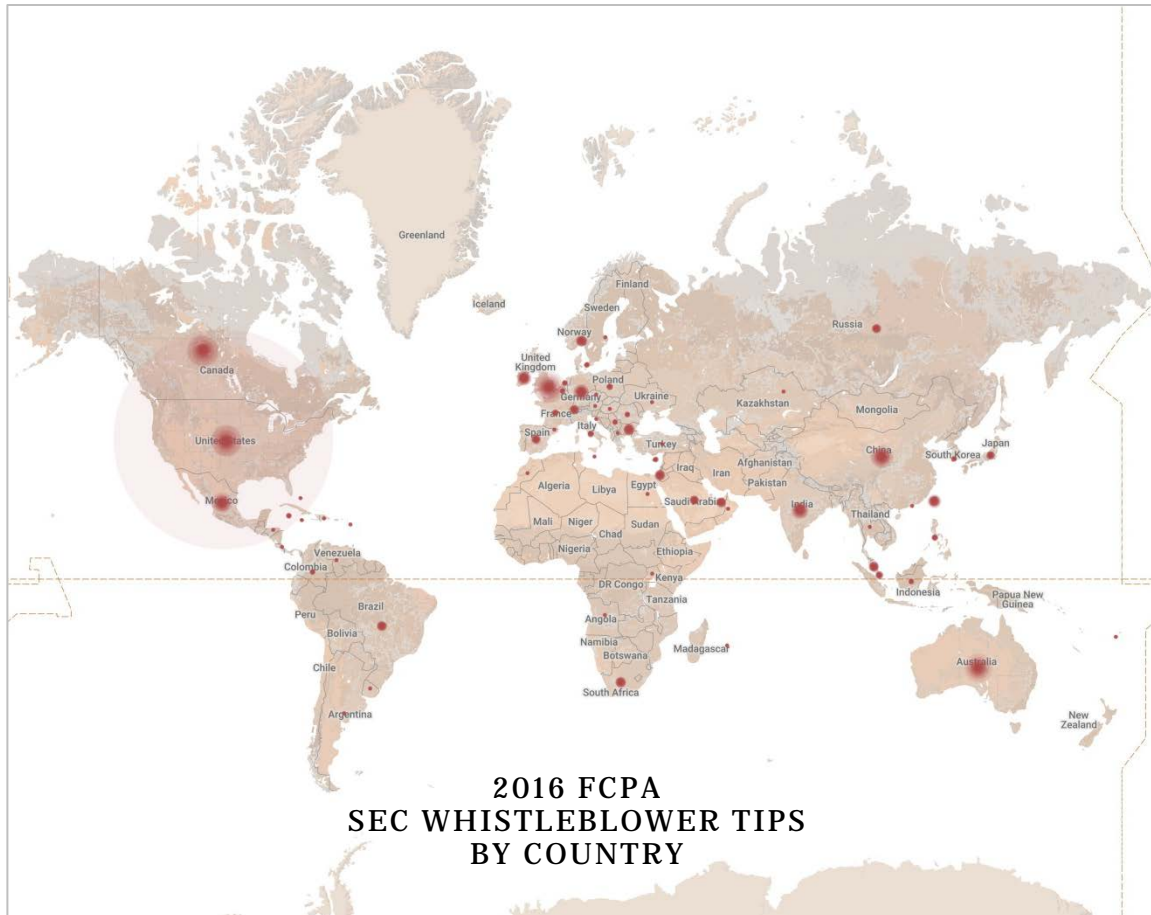 Greenland
Iceland
Finland
Sweden
Norway
Russia
United
Kingdom
Canada
Poland
Germany
Ukraine
Kazakhstan
Mongolia
France
United States
Spain
Italy
Turkey
China
South Korea
Japan
Iraq
Iran
Afghanistan
Pakistan
Algeria
Libya
Egypt
Saudi Arabia
Mexico
India
Thailand
Mali
Niger
Chad
Sudan
Nigeria
Ethiopia
Venezuela
Colombia
DR Congo
Kenya
Tanzania
Indonesia
Papua New
Guinea
Peru
Brazil
Angola
Bolivia
Namibia
Botswana
Madagascar
Australia
Chile
South Africa
Argentina
New
Zealand
2016 FCPA
SEC WHISTLEBLOWER TIPS
BY COUNTRY